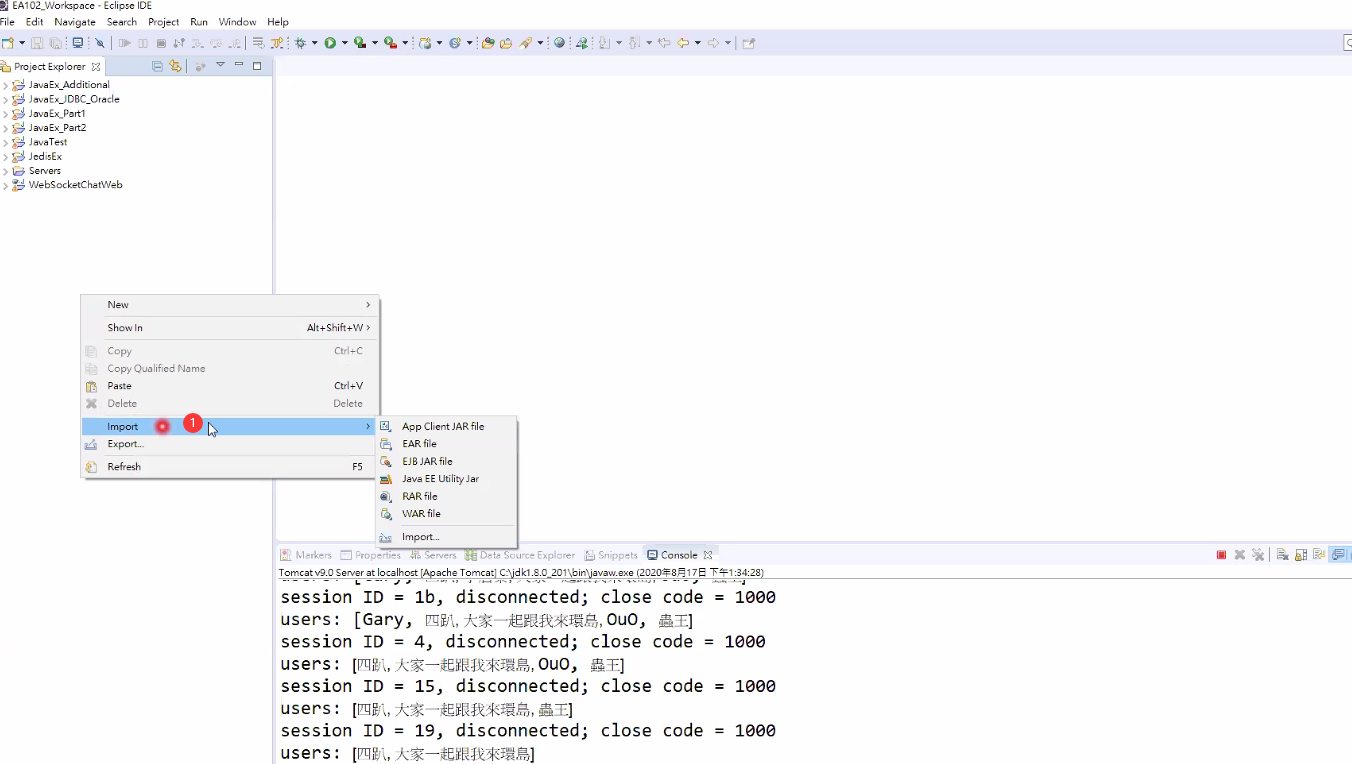 EA102_Workspace - Eclipse IDE
File Edit Navigate Search Project Run Window Help
Project Explorer
JavaEx_Additional
JavaEx_JDBC_Oracle
JavaEx_Part1
JavaEx_Part2
JavaTest
JedisEx
Servers
WebSocketChatWeb
New
Show In Alt+Shift+W
Copy Ctrl+C
Copy Qualified Name
Paste Ctrl+V
Delete Delete
Import 1
Export...
Refresh F5
App Client JAR file
EAR file
EJB JAR file
Java EE Utility Jar
RAR file
WAR file
Import...
Markers Properties Servers Data Source Explorer Snippets Console
Tomcat v9.0 Server at localhost [Apache Tomcat] C:\jdk1.8.0_201\bin\javaw.exe (2020年8月17日 下午1:34:28)
session ID = 1b, disconnected; close code = 1000
users: [Gary, 四趴, 大家一起跟我來環島, OuO, 蟲王]
session ID = 4, disconnected; close code = 1000
users: [四趴, 大家一起跟我來環島, OuO, 蟲王]
session ID = 15, disconnected; close code = 1000
users: [四趴, 大家一起跟我來環島, 蟲王]
session ID = 19, disconnected; close code = 1000
users: [四趴, 大家一起跟我來環島]